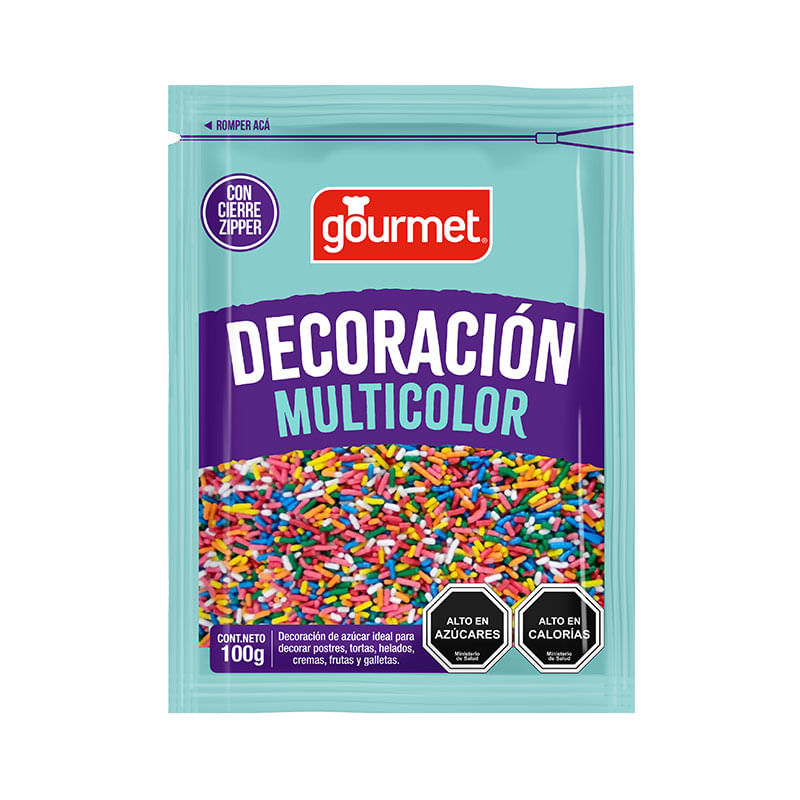 ROMPER ACÁ
CON
CIERRE
ZIPPER
gourmet®
DECORACIÓN
MULTICOLOR
CONT.NETO
100g
Decoración de azúcar ideal para
decorar postres, tortas, helados,
cremas, frutas y galletas.
ALTO EN
AZÚCARES
Ministerio
de Salud
ALTO EN
CALORÍAS
Ministerio
de Salud